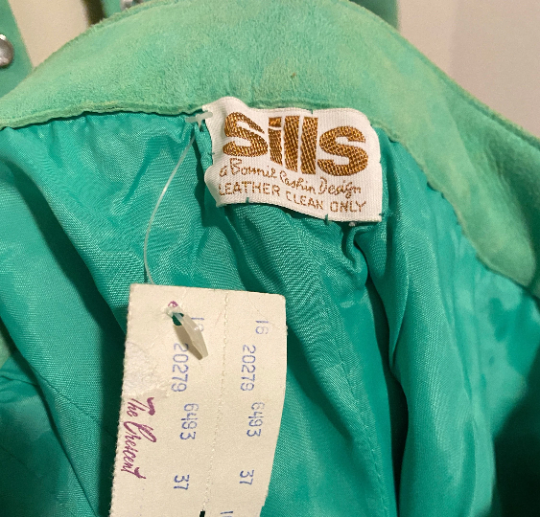 Sills
a Bonnie Cashin Design
LEATHER CLEAN ONLY
16 20279 6493 37
20279 6493 37
The Crescent